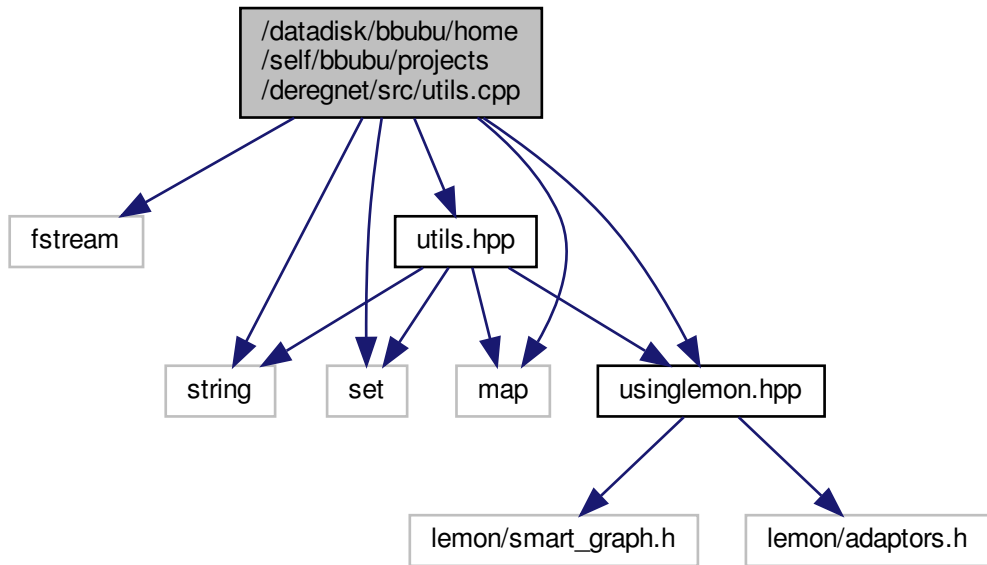 /datadisk/bbubu/home
/self/bbubu/projects
/deregnet/src/utils.cpp
fstream
utils.hpp
string
set
map
usinglemon.hpp
lemon/smart_graph.h
lemon/adaptors.h